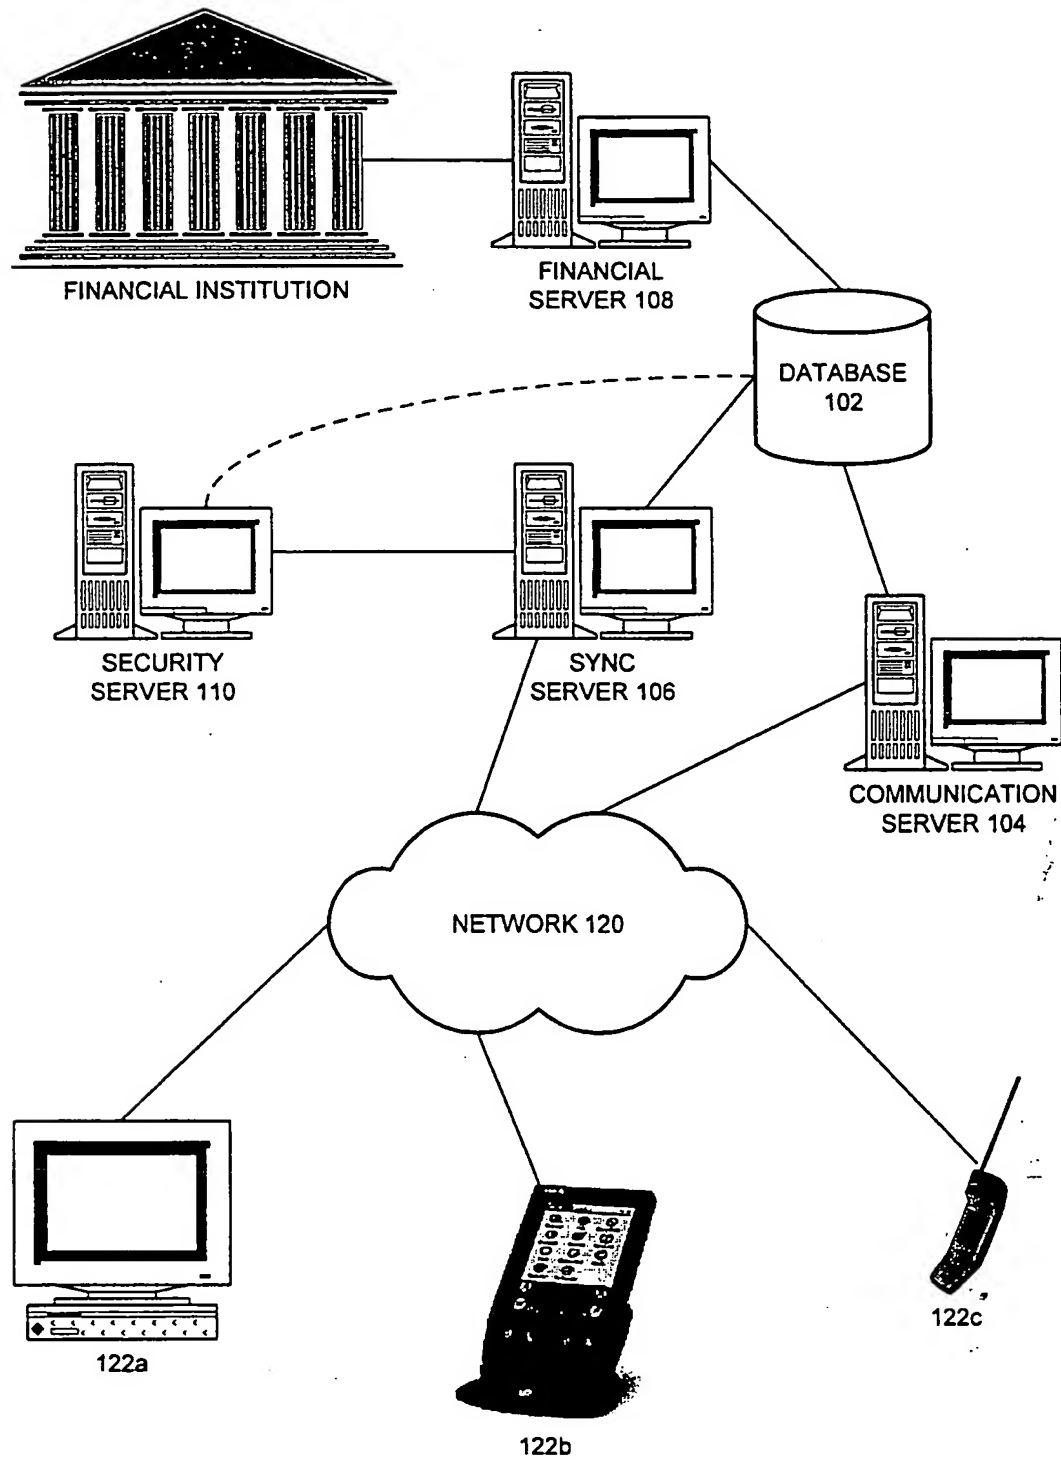 FINANCIAL INSTITUTION
FINANCIAL
SERVER 108
DATABASE
102
SECURITY
SERVER 110
SYNC
SERVER 106
COMMUNICATION
SERVER 104
NETWORK 120
122a
122b
122c